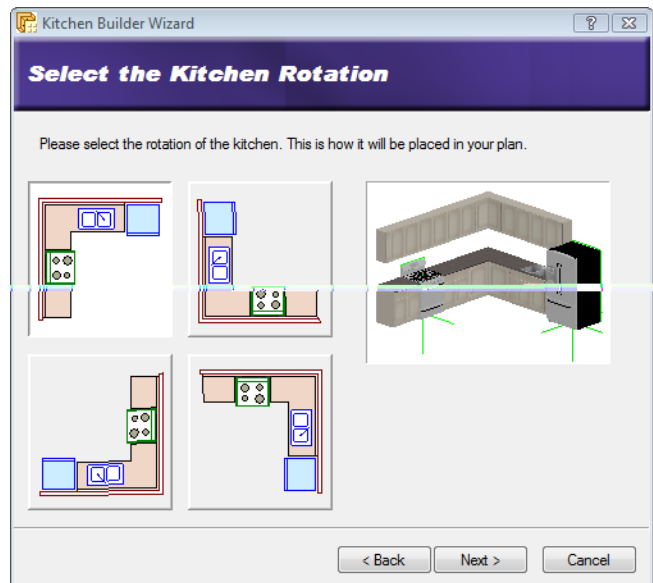 Kitchen Builder Wizard
Select the Kitchen Rotation
Please select the rotation of the kitchen. This is how it will be placed in your plan.
< Back
Next >
Cancel